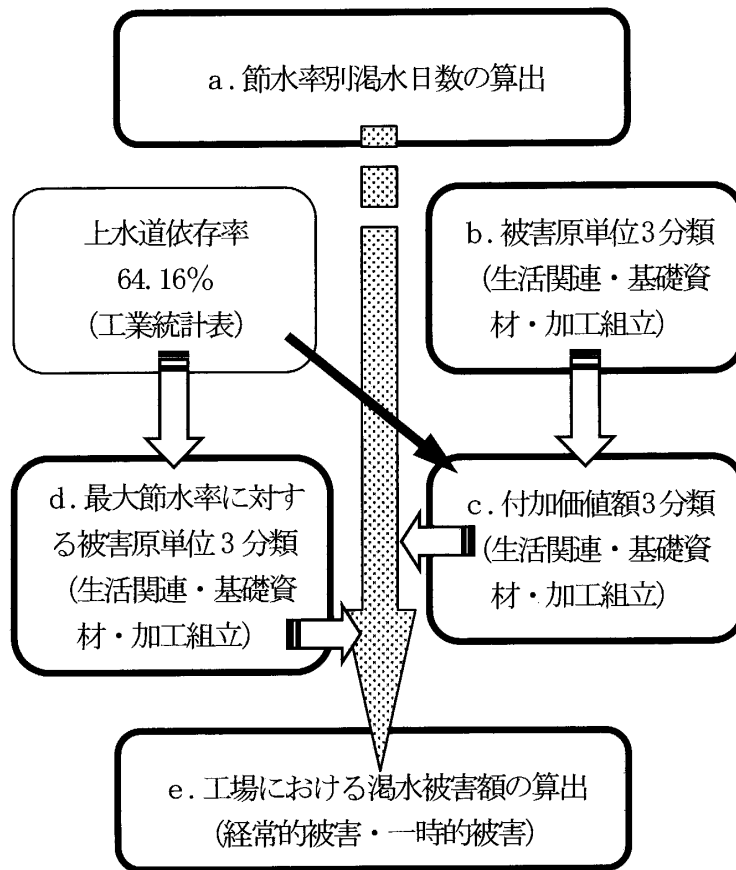 a.節水率別渇水日数の算出
上水道依存率
64.16%
(工業統計表)
b.被害原単位3分類
(生活関連・基礎資
材・加工組立)
d.最大節水率に対す
る被害原単位3分類
(生活関連・基礎資
材・加工組立)
c.付加価値額3分類
(生活関連・基礎資
材・加工組立)
e.工場における渇水被害額の算出
(経常的被害・一時的被害)